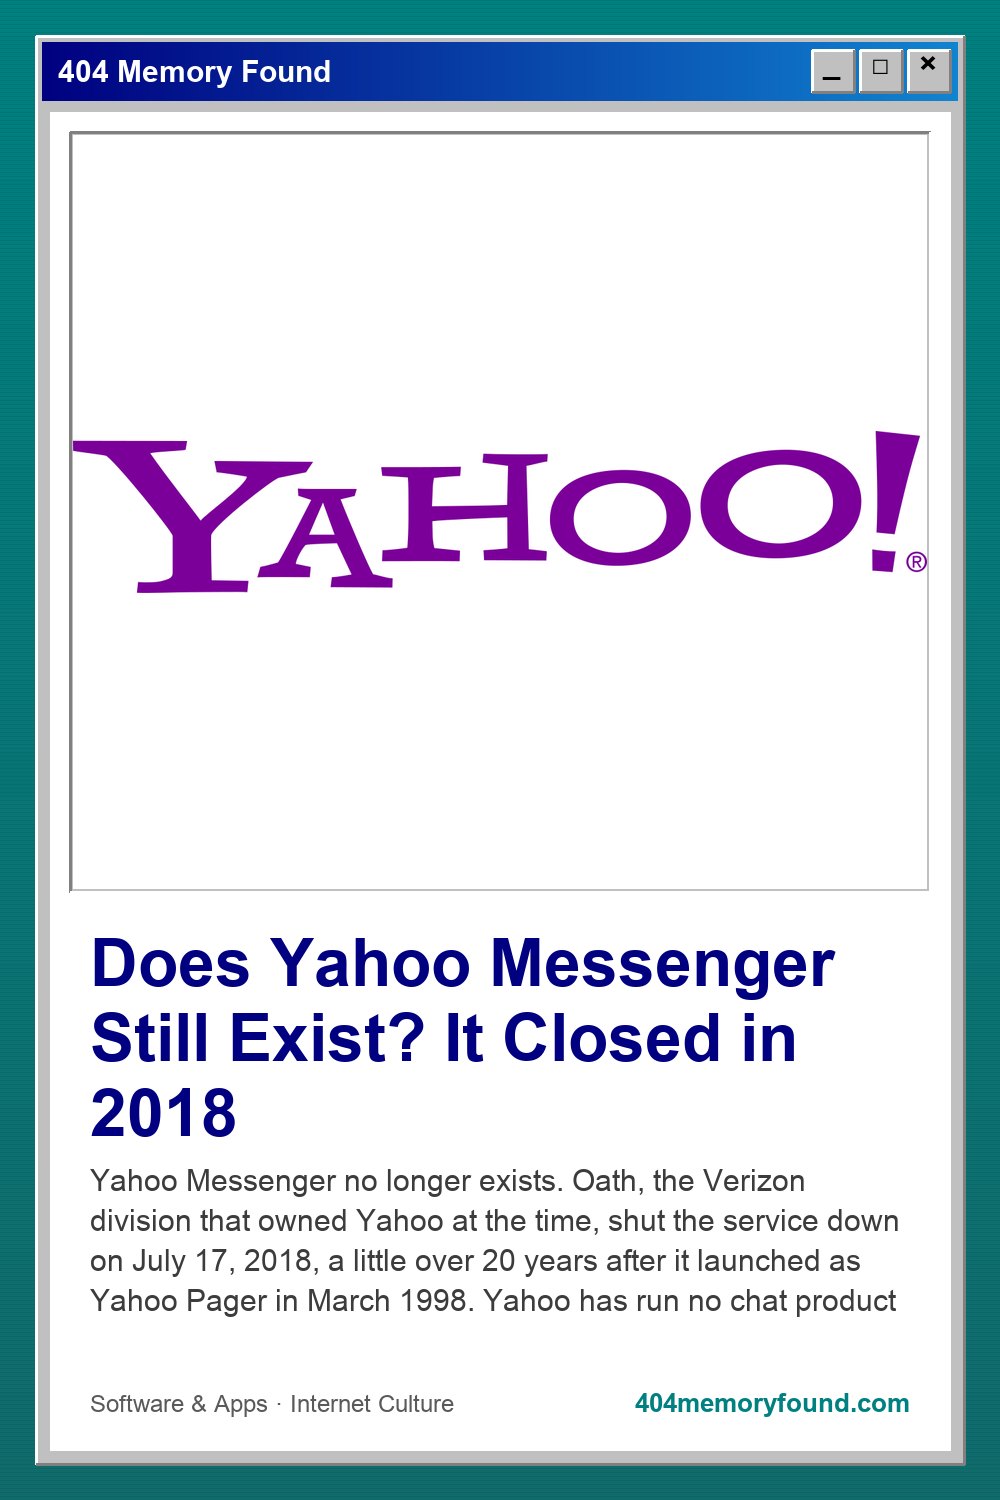 404 Memory Found
YAHOO!®
Does Yahoo Messenger
Still Exist? It Closed in
2018
Yahoo Messenger no longer exists. Oath, the Verizon
division that owned Yahoo at the time, shut the service down
on July 17, 2018, a little over 20 years after it launched as
Yahoo Pager in March 1998. Yahoo has run no chat product
Software & Apps · Internet Culture
404memoryfound.com